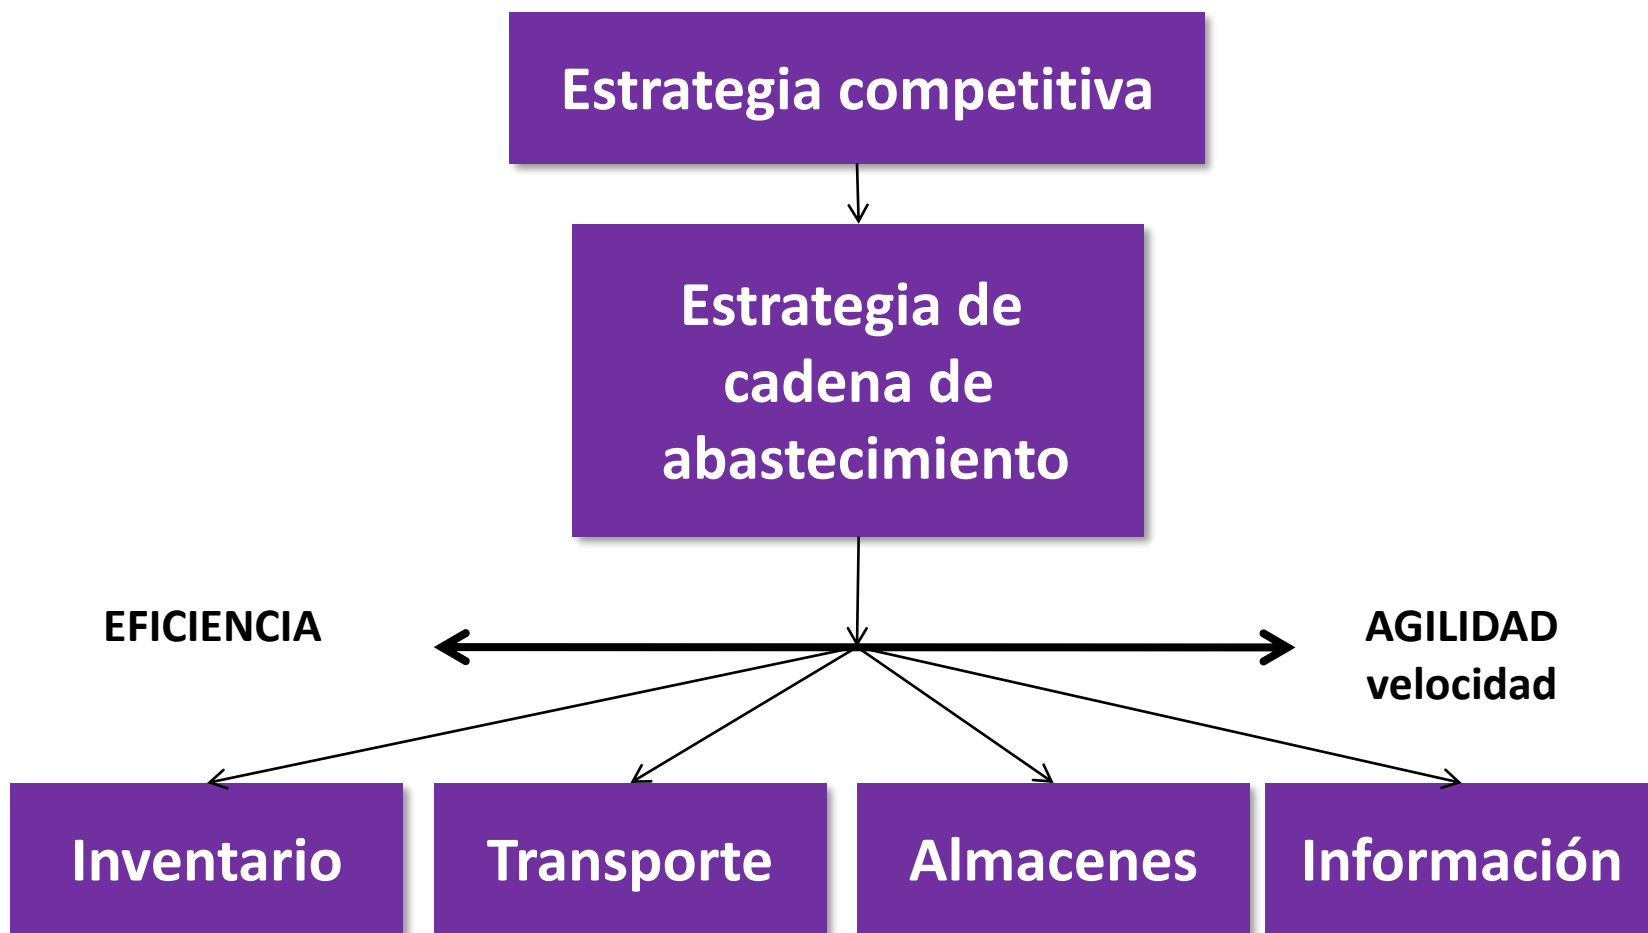 Estrategia competitiva
Estrategia de
cadena de
abastecimiento
EFICIENCIA
AGILIDAD
velocidad
Inventario
Transporte
Almacenes
Información